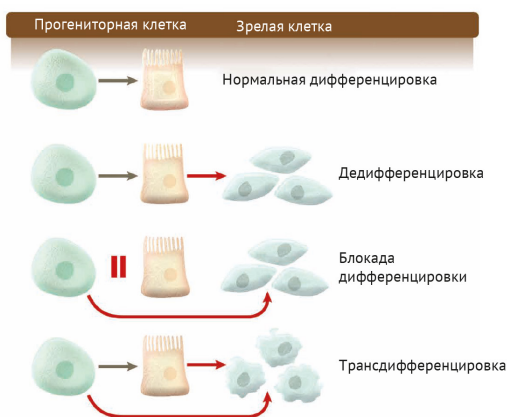 Прогениторная клетка
Зрелая клетка
Нормальная дифференцировка
Дедифференцировка
Блокада
дифференцировки
Трансдифференцировка